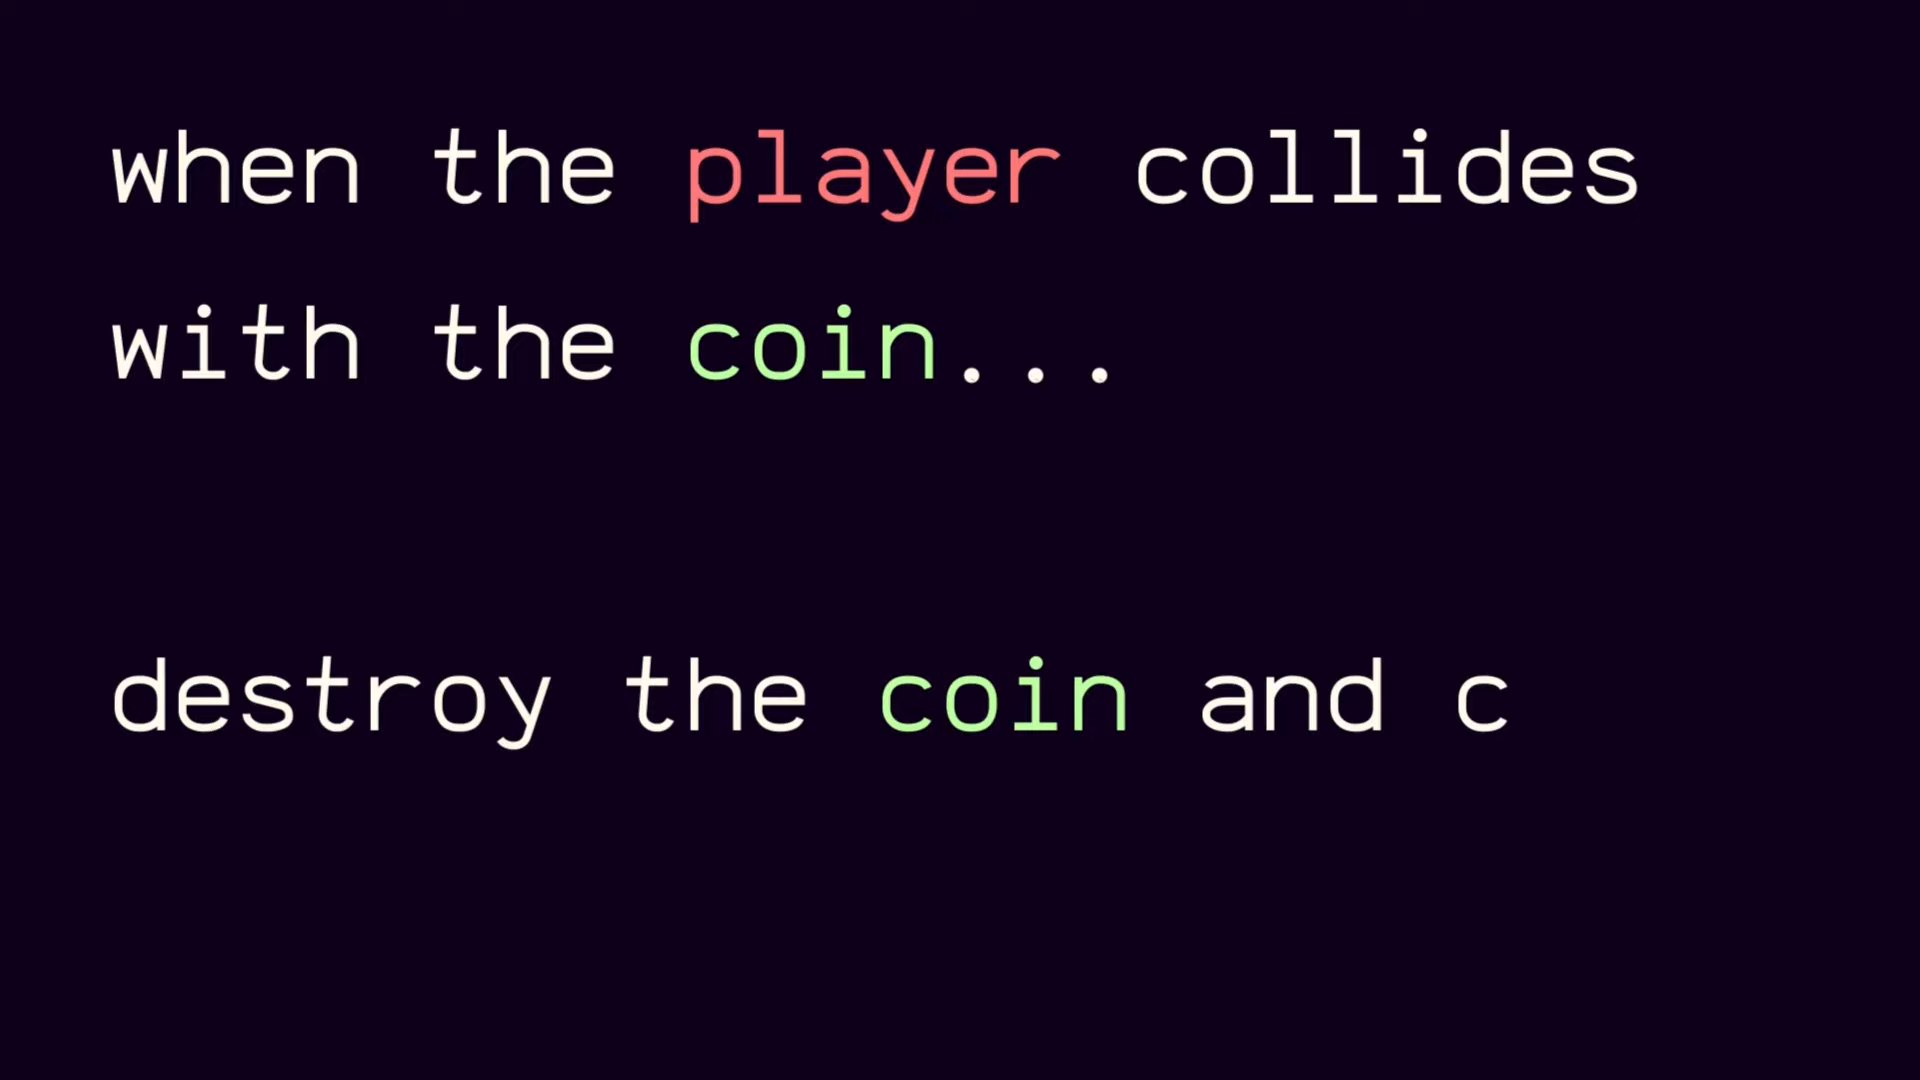 when the player collides
with the coin...
destroy the coin and c